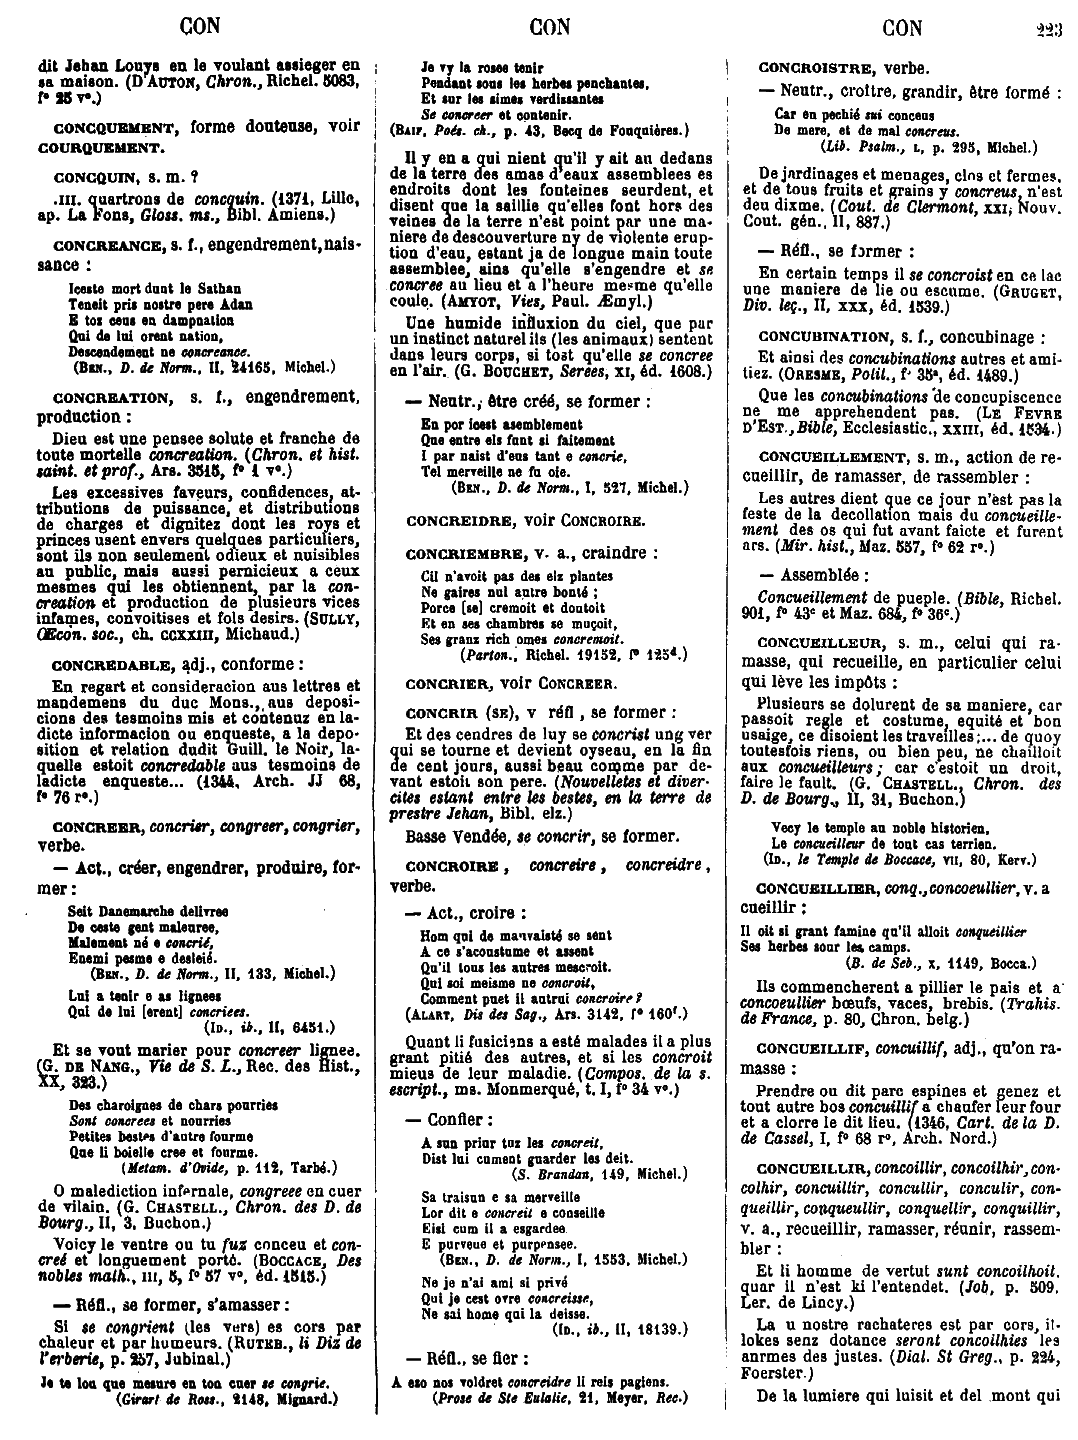 CON
CON
CON
223
dit Jehan Louys en le voulant assieger en
sa maison. (D'AUTON, Chron., Richel. 5083,
f° 25 v°.)
CONCQUEMENT, forme douteuse, voir
COURQUEMENT.
CONCQUIN, s. m. ?
.III. quartrons de concquin. (1371, Lille,
ap. La Fons, Gloss. ms., Bibl. Amiens.)
CONCREANCE, s. f., engendrement, nais-
sance :
Iceste mort dunt le Sathan
Teneit pris nostre pere Adan
E toz ceus en dampnation
Qui de lui orent nation,
Descendement ne concreance.
(BEN., D. de Norm., II, 24165, Michel.)
CONCREATION, s. f., engendrement,
production :
Dieu est une pensee solute et franche de
toute mortelle concreation. (Chron. et hist.
saint. et prof., Ars. 3515, f° 1 v°.)
Les excessives faveurs, confidences, at-
tributions de puissance, et distributions
de charges et dignitez dont les roys et
princes usent envers quelques particuliers,
sont ils non seulement odieux et nuisibles
au public, mais aussi pernicieux a ceux
mesmes qui les obtiennent, par la con-
creation et production de plusieurs vices
infames, convoitises et fols desirs. (SULLY,
Œcon. soc., ch. CCXXIII, Michaud.)
CONCREDABLE, adj., conforme :
En regart et consideracion aus lettres et
mandemens du duc Mons., aus deposi-
cions des tesmoins mis et contenuz en la-
dicte informacion ou enqueste, a la depo-
sition et relation dudit Guill. le Noir, la-
quelle estoit concredable aus tesmoins de
ladicte enqueste... (1344, Arch. JJ 68,
f° 76 r°.)
CONCREER, concrier, congreer, congrier,
verbe.
— Act., créer, engendrer, produire, for-
mer :
Seit Danemarche delivree
De ceste gent maleuree,
Malement né e concrié,
Enemi pesme e desleié.
(BEN., D. de Norm., II, 133, Michel.)
Lui a tenir e as lignees
Qui de lui [erent] concriees.
(ID., ib., II, 6451.)
Et se vout marier pour concreer lignee.
(G. DE NANG., Vie de S. L., Rec. des Hist.,
XX, 323.)
Des charoignes de chars pourries
Sont concrees et nourries
Petites bestes d'autre fourme
Que li boielle cree et fourme.
(Metam. d'Ovide, p. 112, Tarbé.)
O malediction infernale, congreee en cuer
de vilain. (G. CHASTELL., Chron. des D. de
Bourg., II, 3, Buchon.)
Voicy le ventre ou tu fuz conceu et con-
creé et longuement porté. (BOCCACE, Des
nobles malh., III, 5, f° 57 v°, éd. 1515.)
— Réfl., se former, s'amasser :
Si se congrient (les vers) es cors par
chaleur et par humeurs. (RUTEB., li Diz de
l'erberie, p. 257, Jubinal.)
Je te lou que mesure en ton cuer se congrie.
(Girart de Ross., 2148, Mignard.)
Je vy la rosee tenir
Pendant sous les herbes penchantes,
Et sur les simes verdissantes
Se concreer et contenir.
(BAIF, Poés. ch., p. 43, Becq de Fouquières.)
Il y en a qui nient qu'il y ait au dedans
de la terre des amas d'eaux assemblees es
endroits dont les fonteines seurdent, et
disent que la saillie qu'elles font hors des
veines de la terre n'est point par une ma-
niere de descouverture ny de violente erup-
tion d'eau, estant ja de longue main toute
assemblee, ains qu'elle s'engendre et se
concree au lieu et a l'heure mesme qu'elle
coule. (AMYOT, Vies, Paul. Æmyl.)
Une humide influxion du ciel, que par
un instinct naturel ils (les animaux) sentent
dans leurs corps, si tost qu'elle se concree
en l'air. (G. BOUCHET, Serees, XI, éd. 1608.)
— Neutr., être créé, se former :
En por icest asemblement
Que entre els funt si faitement
I par naist d'eus tant e concrie,
Tel merveille ne fu oie.
(BEN., D. de Norm., I, 527, Michel.)
CONCREIDRE, voir CONCROIRE.
CONCRIEMBRE, v. a., craindre :
Cil n'avoit pas des elz plantes
Ne gaires nul autre bonté ;
Porce [se] cremoit et doutoit
Et en ses chambres se muçoit,
Ses granz rich omes concremoit.
(Parton., Richel. 19152, f° 125d.)
CONCRIER, voir CONCREER.
CONCRIR (SE), v réfl , se former :
Et des cendres de luy se concrist ung ver
qui se tourne et devient oyseau, en la fin
de cent jours, aussi beau comme par de-
vant estoit son pere. (Nouvelletes et diver-
cites estant entre les bestes, en la terre de
prestre Jehan, Bibl. elz.)
Basse Vendée, se concrir, se former.
CONCROIRE , concreire , concreidre ,
verbe.
— Act., croire :
Hom qui de mauvaisté se sent
A ce s'acoustume et assent
Qu'il tous les autres mescroit.
Qui soi meisme ne concroit,
Comment puet il autrui concroire ?
(ALART, Dis des Sag., Ars. 3142, f° 160f.)
Quant li fusiciens a esté malades il a plus
grant pitié des autres, et si les concroit
mieus de leur maladie. (Compos. de la s.
escript., ms. Monmerqué, t. I, f° 34 v°.)
— Confier :
A sun priur tuz les concreit,
Dist lui cument guarder les deit.
(S. Brandan, 149, Michel.)
Sa traisun e sa merveille
Lor dit e concreit e conseille
Eisi cum il a esgardee
E purveue et purpensee.
(BEN., D. de Norm., I, 1553, Michel.)
Ne je n'ai ami si privé
Qui je cest ovre concreisse,
Ne sai home qui la deisse.
(ID., ib., II, 18139.)
— Réfl., se fier :
A eso nos voldret concreidre li reis pagiens.
(Prose de Ste Eulalie, 21, Meyer, Rec.)
CONCROISTRE, verbe.
— Neutr., croître, grandir, être formé :
Car en pechié sui conceus
De mere, et de mal concreus.
(Lib. Psalm., L, p. 295, Michel.)
De jardinages et menages, clos et fermes,
et de tous fruits et grains y concreus, n'est
deu dixme. (Cout. de Clermont, XXI, Nouv.
Cout. gén., II, 887.)
— Réfl., se former :
En certain temps il se concroist en ce lac
une maniere de lie ou escume. (GRUGET,
Div. leç., II, XXX, éd. 1539.)
CONCUBINATION, s. f., concubinage :
Et ainsi des concubinations autres et ami-
tiez. (ORESME, Polit., f° 35a, éd. 1489.)
Que les concubinations de concupiscence
ne me apprehendent pas. (LE FEVRE
D'EST., Bible, Ecclesiastic., XXIII, éd. 1534.)
CONCUEILLEMENT, s. m., action de re-
cueillir, de ramasser, de rassembler :
Les autres dient que ce jour n'est pas la
feste de la decollation mais du concueille-
ment des os qui fut avant faicte et furent
ars. (Mir. hist., Maz. 557, f° 62 r°.)
— Assemblée :
Concueillement de pueple. (Bible, Richel.
901, f° 43c et Maz. 684, f° 36c.)
CONCUEILLEUR, s. m., celui qui ra-
masse, qui recueille, en particulier celui
qui lève les impôts :
Plusieurs se dolurent de sa maniere, car
passoit regle et costume, equité et bon
usaige, ce disoient les travelles ;... de quoy
toutesfois riens, ou bien peu, ne chailloit
aux concueilleurs ; car c'estoit un droit,
faire le fault. (G. CHASTELL., Chron. des
D. de Bourg., II, 31, Buchon.)
Vecy le temple au noble historien,
Le concueilleur de tout cas terrien.
(ID., le Temple de Boccace, VII, 80, Kerv.)
CONCUEILLIER, conq., concoeullier, v. a
cueillir :
Il oit si grant famine qu'il alloit conqueillier
Ses herbes sour les camps.
(B. de Seb., X, 1149, Bocca.)
Ils commencherent a pillier le pais et a
concoeullier bœufs, vaces, brebis. (Trahis.
de France, p. 80, Chron. belg.)
CONCUEILLIF, concuillif, adj., qu'on ra-
masse :
Prendre ou dit parc espines et genez et
tout autre bos concuillif a chaufer leur four
et a clorre le dit lieu. (1346, Cart. de la D.
de Cassel, I, f° 68 r°, Arch. Nord.)
CONCUEILLIR, concoillir, concoilhir, con-
colhir, concuillir, concullir, conculir, con-
queillir, conqueullir, conquellir, conquillir,
v. a., recueillir, ramasser, réunir, rassem-
bler :
Et li homme de vertut sunt concoilhoit,
quar il n'est ki l'entendet. (Job, p. 509,
Ler. de Lincy.)
La u nostre rachateres est par cors, il-
lokes senz dotance seront concoilhies les
anrmes des justes. (Dial. St Greg., p. 224,
Foerster.)
De la lumiere qui luisit et del mont qui